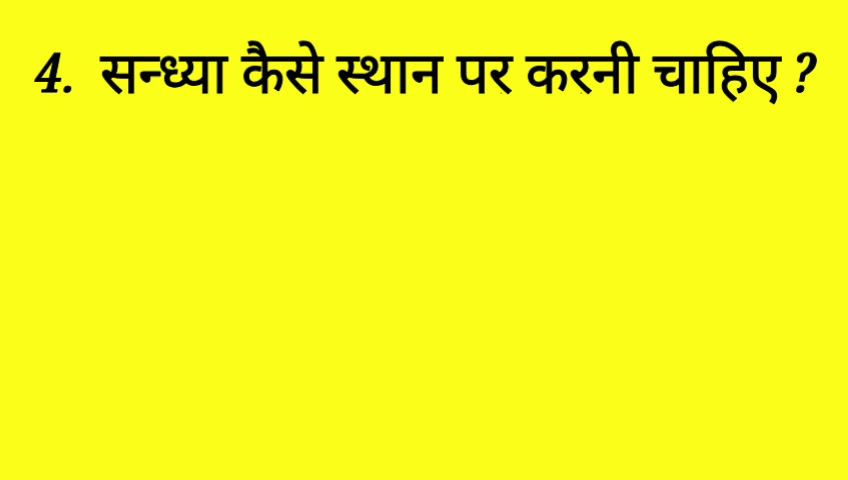 4. सन्ध्या कैसे स्थान पर करनी चाहिए ?